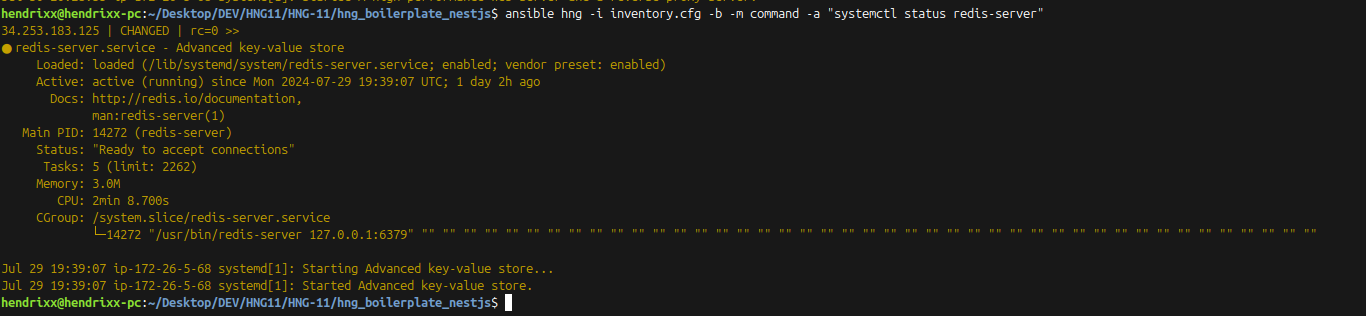 hendrixx@hendrixx-pc:~/Desktop/DEV/HNG11/HNG-11/hng_boilerplate_nestjs$ ansible hng -i inventory.cfg -b -m command -a "systemctl status redis-server"
34.253.183.125 | CHANGED | rc=0 >>
● redis-server.service - Advanced key-value store
Loaded: loaded (/lib/systemd/system/redis-server.service; enabled; vendor preset: enabled)
Active: active (running) since Mon 2024-07-29 19:39:07 UTC; 1 day 2h ago
Docs: http://redis.io/documentation,
man:redis-server(1)
Main PID: 14272 (redis-server)
Status: "Ready to accept connections"
Tasks: 5 (limit: 2262)
Memory: 3.0M
CPU: 2min 8.700s
CGroup: /system.slice/redis-server.service
└─14272 "/usr/bin/redis-server 127.0.0.1:6379" "" "" "" "" "" "" "" "" "" "" "" "" "" "" "" "" "" "" "" "" "" "" "" "" "" "" "" "" "" "" "" "" "" "" "" "" "" "" "" "" "" "" ""
Jul 29 19:39:07 ip-172-26-5-68 systemd[1]: Starting Advanced key-value store...
Jul 29 19:39:07 ip-172-26-5-68 systemd[1]: Started Advanced key-value store.
hendrixx@hendrixx-pc:~/Desktop/DEV/HNG11/HNG-11/hng_boilerplate_nestjs$